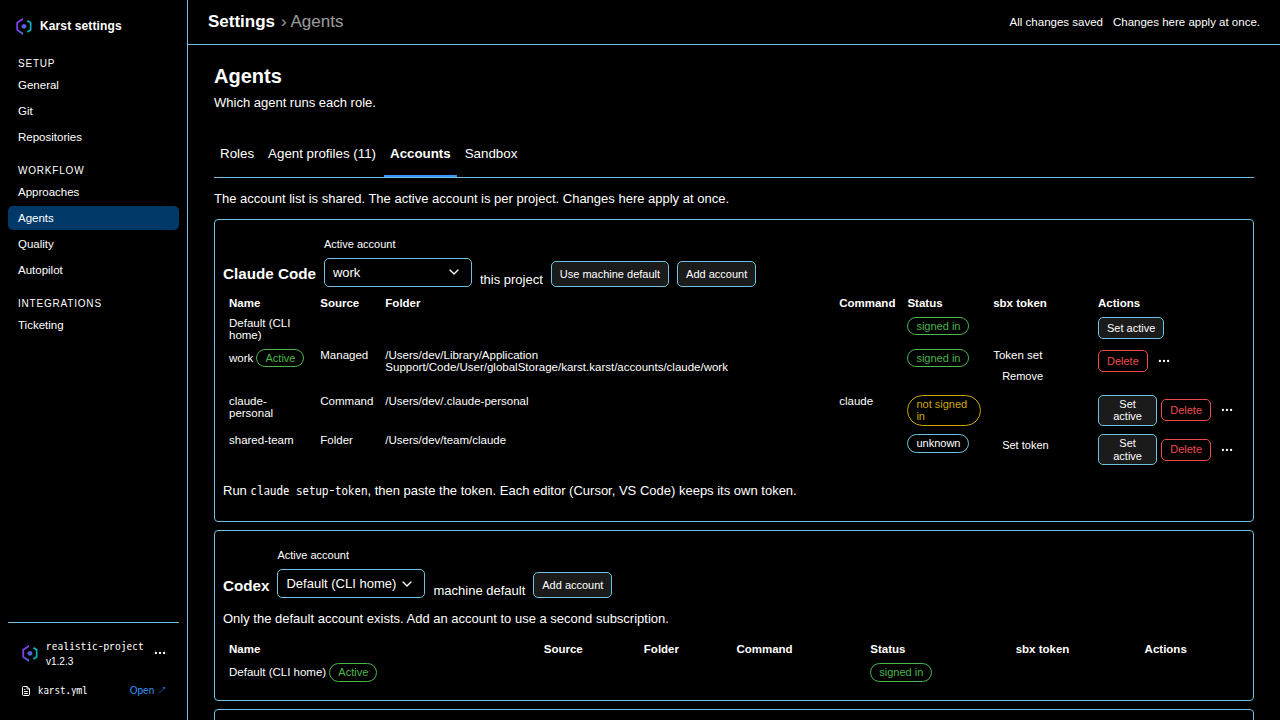 Karst settings
SETUP
General
Git
Repositories
WORKFLOW
Approaches
Agents
Quality
Autopilot
INTEGRATIONS
Ticketing
realistic-project
v1.2.3
karst.yml Open ↗
Settings › Agents
All changes saved Changes here apply at once.
Agents
Which agent runs each role.
Roles Agent profiles (11) Accounts Sandbox
The account list is shared. The active account is per project. Changes here apply at once.
Active account
Claude Code work this project Use machine default Add account
Name Source Folder Command Status sbx token Actions
Default (CLI
home) signed in Set active
work Active Managed /Users/dev/Library/Application
Support/Code/User/globalStorage/karst.karst/accounts/claude/work signed in Token set
Remove Delete ···
claude-
personal Command /Users/dev/.claude-personal claude not signed
in Set
active Delete ···
shared-team Folder /Users/dev/team/claude unknown Set token Set
active Delete ···
Run claude setup-token, then paste the token. Each editor (Cursor, VS Code) keeps its own token.
Active account
Codex Default (CLI home) machine default Add account
Only the default account exists. Add an account to use a second subscription.
Name Source Folder Command Status sbx token Actions
Default (CLI home) Active signed in